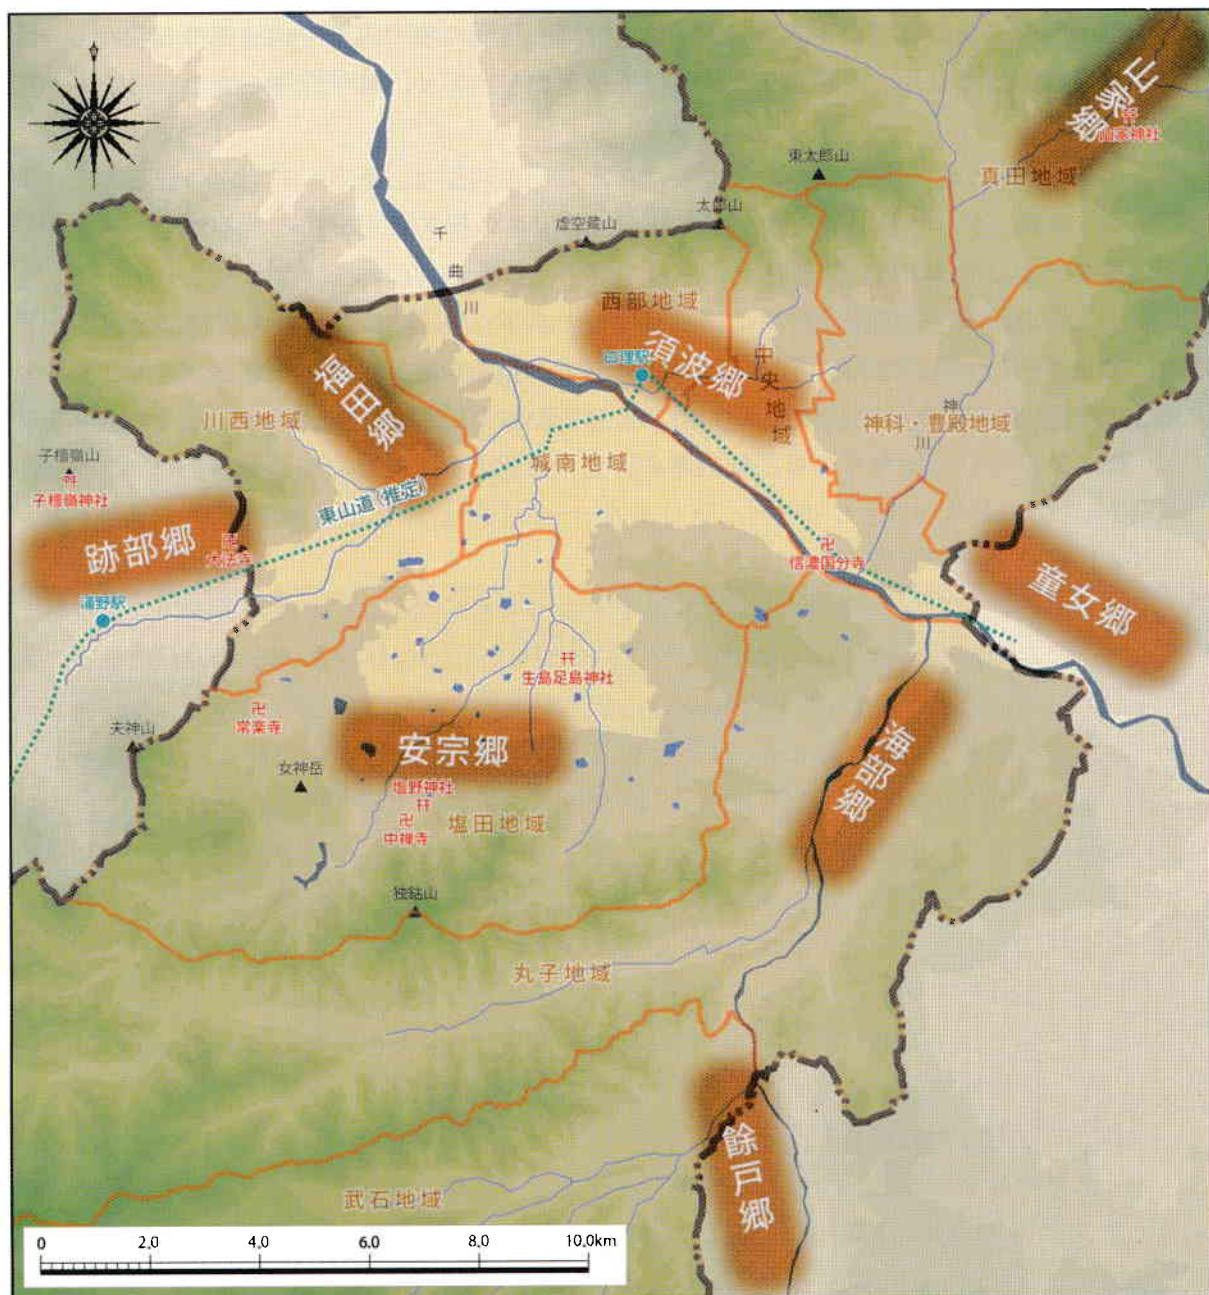 山家郷
山家神社
東太郎山
真田地域
太郎山
虚空蔵山
千曲川
西部地域
須波郷
亘理駅
中央地域
福田郷
川西地域
神科・豊殿地域
神川
子檀嶺山
子檀嶺神社
城南地域
東山道(推定)
跡部郷
大法寺
浦野駅
信濃国分寺
童女郷
生島足島神社
常楽寺
夫神山
安宗郷
海部郷
女神岳
塩野神社
中禅寺
塩田地域
独鈷山
丸子地域
餘戸郷
武石地域
0 2.0 4.0 6.0 8.0 10.0km